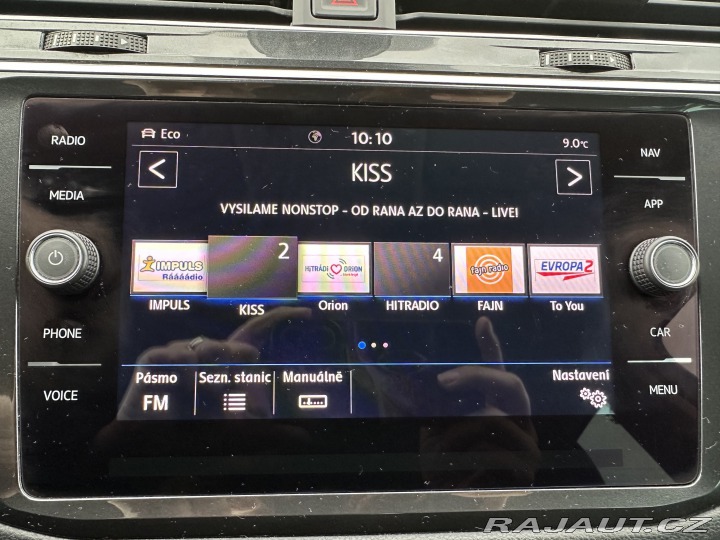 RADIO
MEDIA
PHONE
VOICE
NAV
APP
CAR
MENU
Eco
10:10
9.0°C
<
KISS
>
VYSILAME NONSTOP - OD RANA AZ DO RANA - LIVE!
IMPULS
Ráááádio
2
HITRÁDIO ORION
4
fajn radio
EVROPA 2
IMPULS
KISS
Orion
HITRADIO
FAJN
To You
Pásmo
FM
Sezn. stanic
Manuálně
Nastavení
RAJAUT.CZ